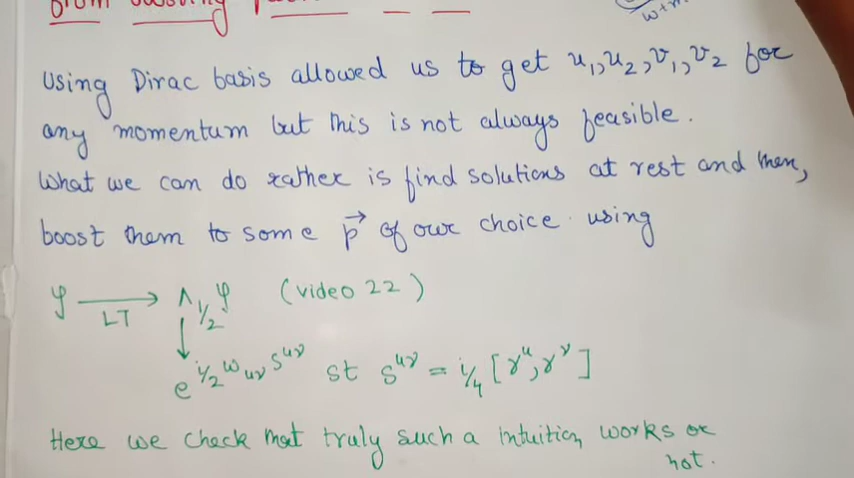 from boosting
w+m
Using Dirac basis allowed us to get u₁,u₂,v₁,v₂ for
any momentum but this is not always feasible.
What we can do rather is find solutions at rest and then,
boost them to some p⃗ of our choice using
ψ ⟶ Λ₁/₂ ψ (video 22)
LT
↓
e^{i/2 ω_{μν} S^{μν}} st S^{μν} = i/4 [γ^μ, γ^ν]
Here we check that truly such a intuition works or
not.